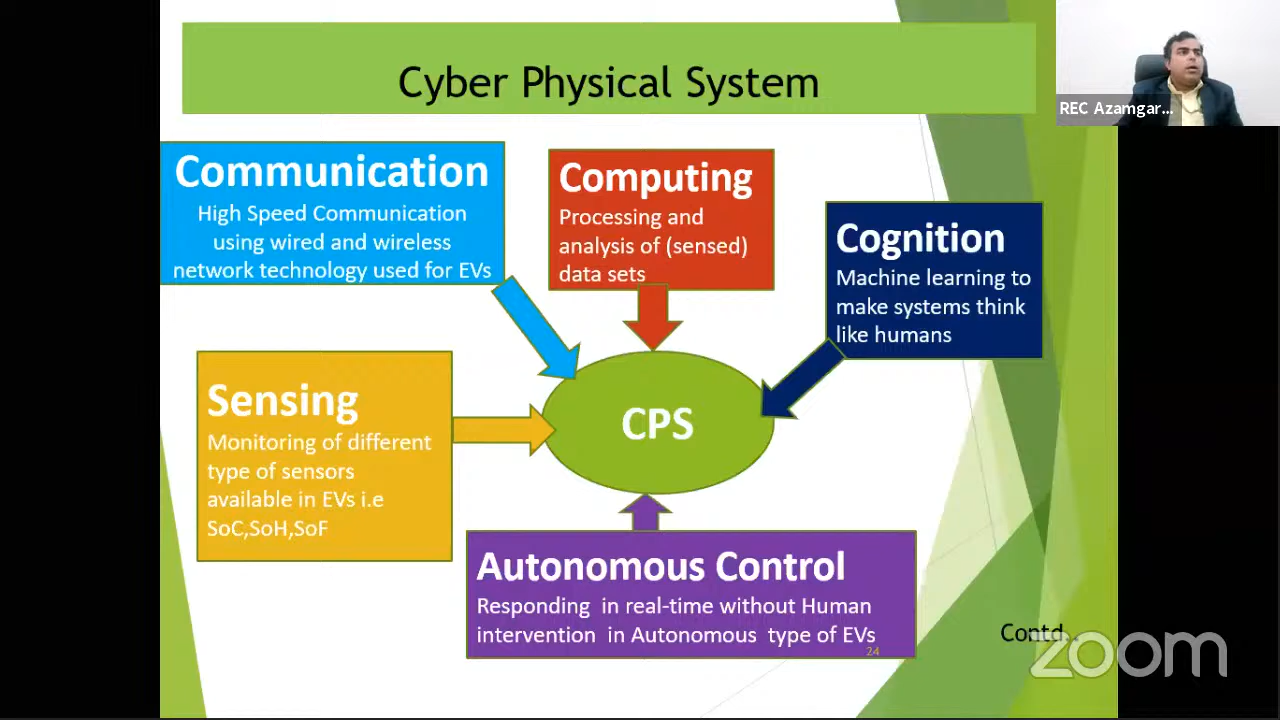 Cyber Physical System
REC Azamgar...
Communication
High Speed Communication
using wired and wireless
network technology used for EVs
Computing
Processing and
analysis of (sensed)
data sets
Cognition
Machine learning to
make systems think
like humans
Sensing
Monitoring of different
type of sensors
available in EVs i.e
SoC,SoH,SoF
CPS
Autonomous Control
Responding in real-time without Human
intervention in Autonomous type of EVs
24
Contd..
zoom